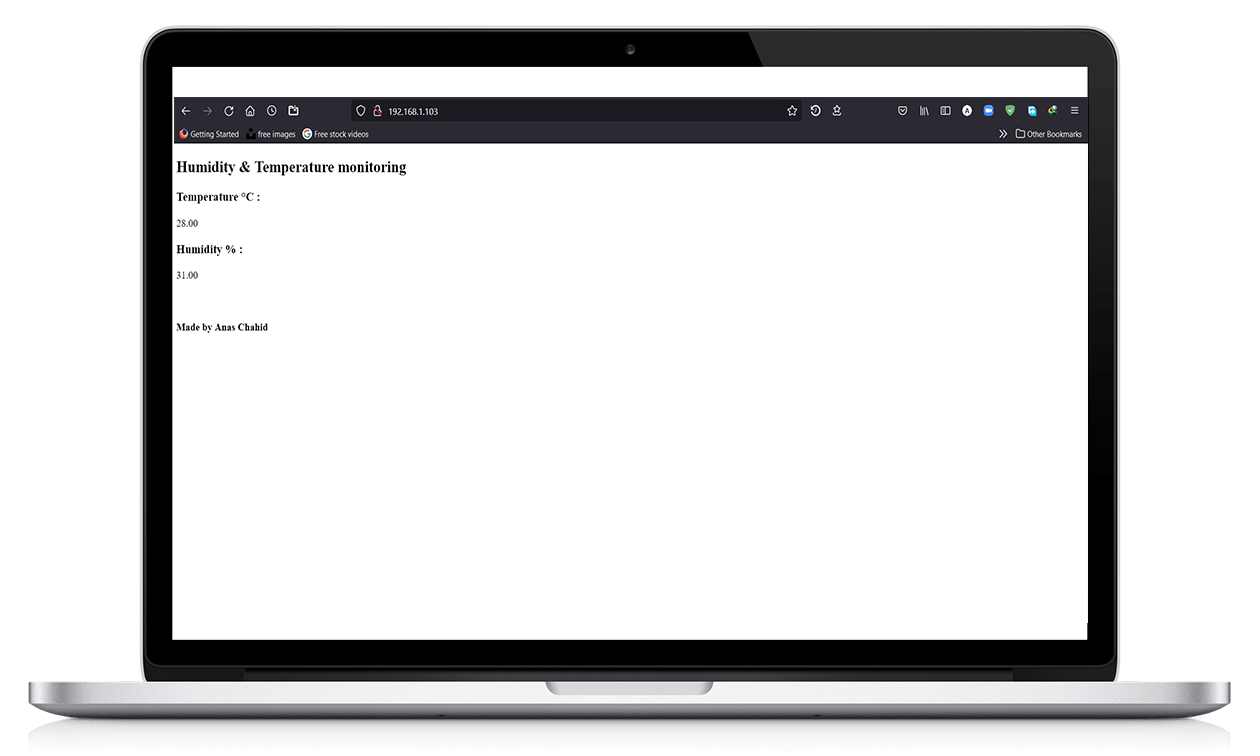 192.168.1.103
Getting Started free images Free stock videos Other Bookmarks
Humidity & Temperature monitoring
Temperature °C :
28.00
Humidity % :
31.00
Made by Anas Chahid